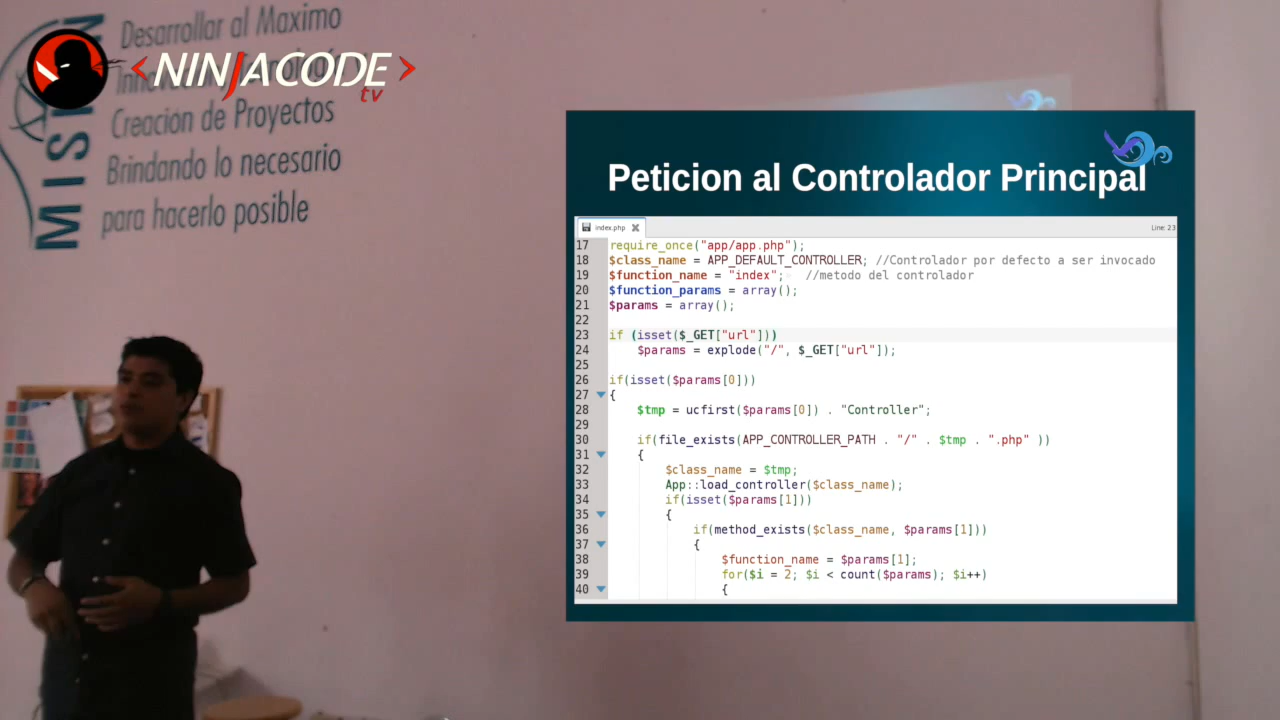 MISION
Desarrollar al Maximo
Creación de Proyectos
Brindando lo necesario
para hacerlo posible
<NINJACODE>
tv
Peticion al Controlador Principal
index.php
Line: 23
17 require_once("app/app.php");
18 $class_name = APP_DEFAULT_CONTROLLER; //Controlador por defecto a ser invocado
19 $function_name = "index"; //metodo del controlador
20 $function_params = array();
21 $params = array();
22
23 if (isset($_GET["url"]))
24 $params = explode("/", $_GET["url"]);
25
26 if(isset($params[0]))
27 {
28 $tmp = ucfirst($params[0]) . "Controller";
29
30 if(file_exists(APP_CONTROLLER_PATH . "/" . $tmp . ".php" ))
31 {
32 $class_name = $tmp;
33 App::load_controller($class_name);
34 if(isset($params[1]))
35 {
36 if(method_exists($class_name, $params[1]))
37 {
38 $function_name = $params[1];
39 for($i = 2; $i < count($params); $i++)
40 {